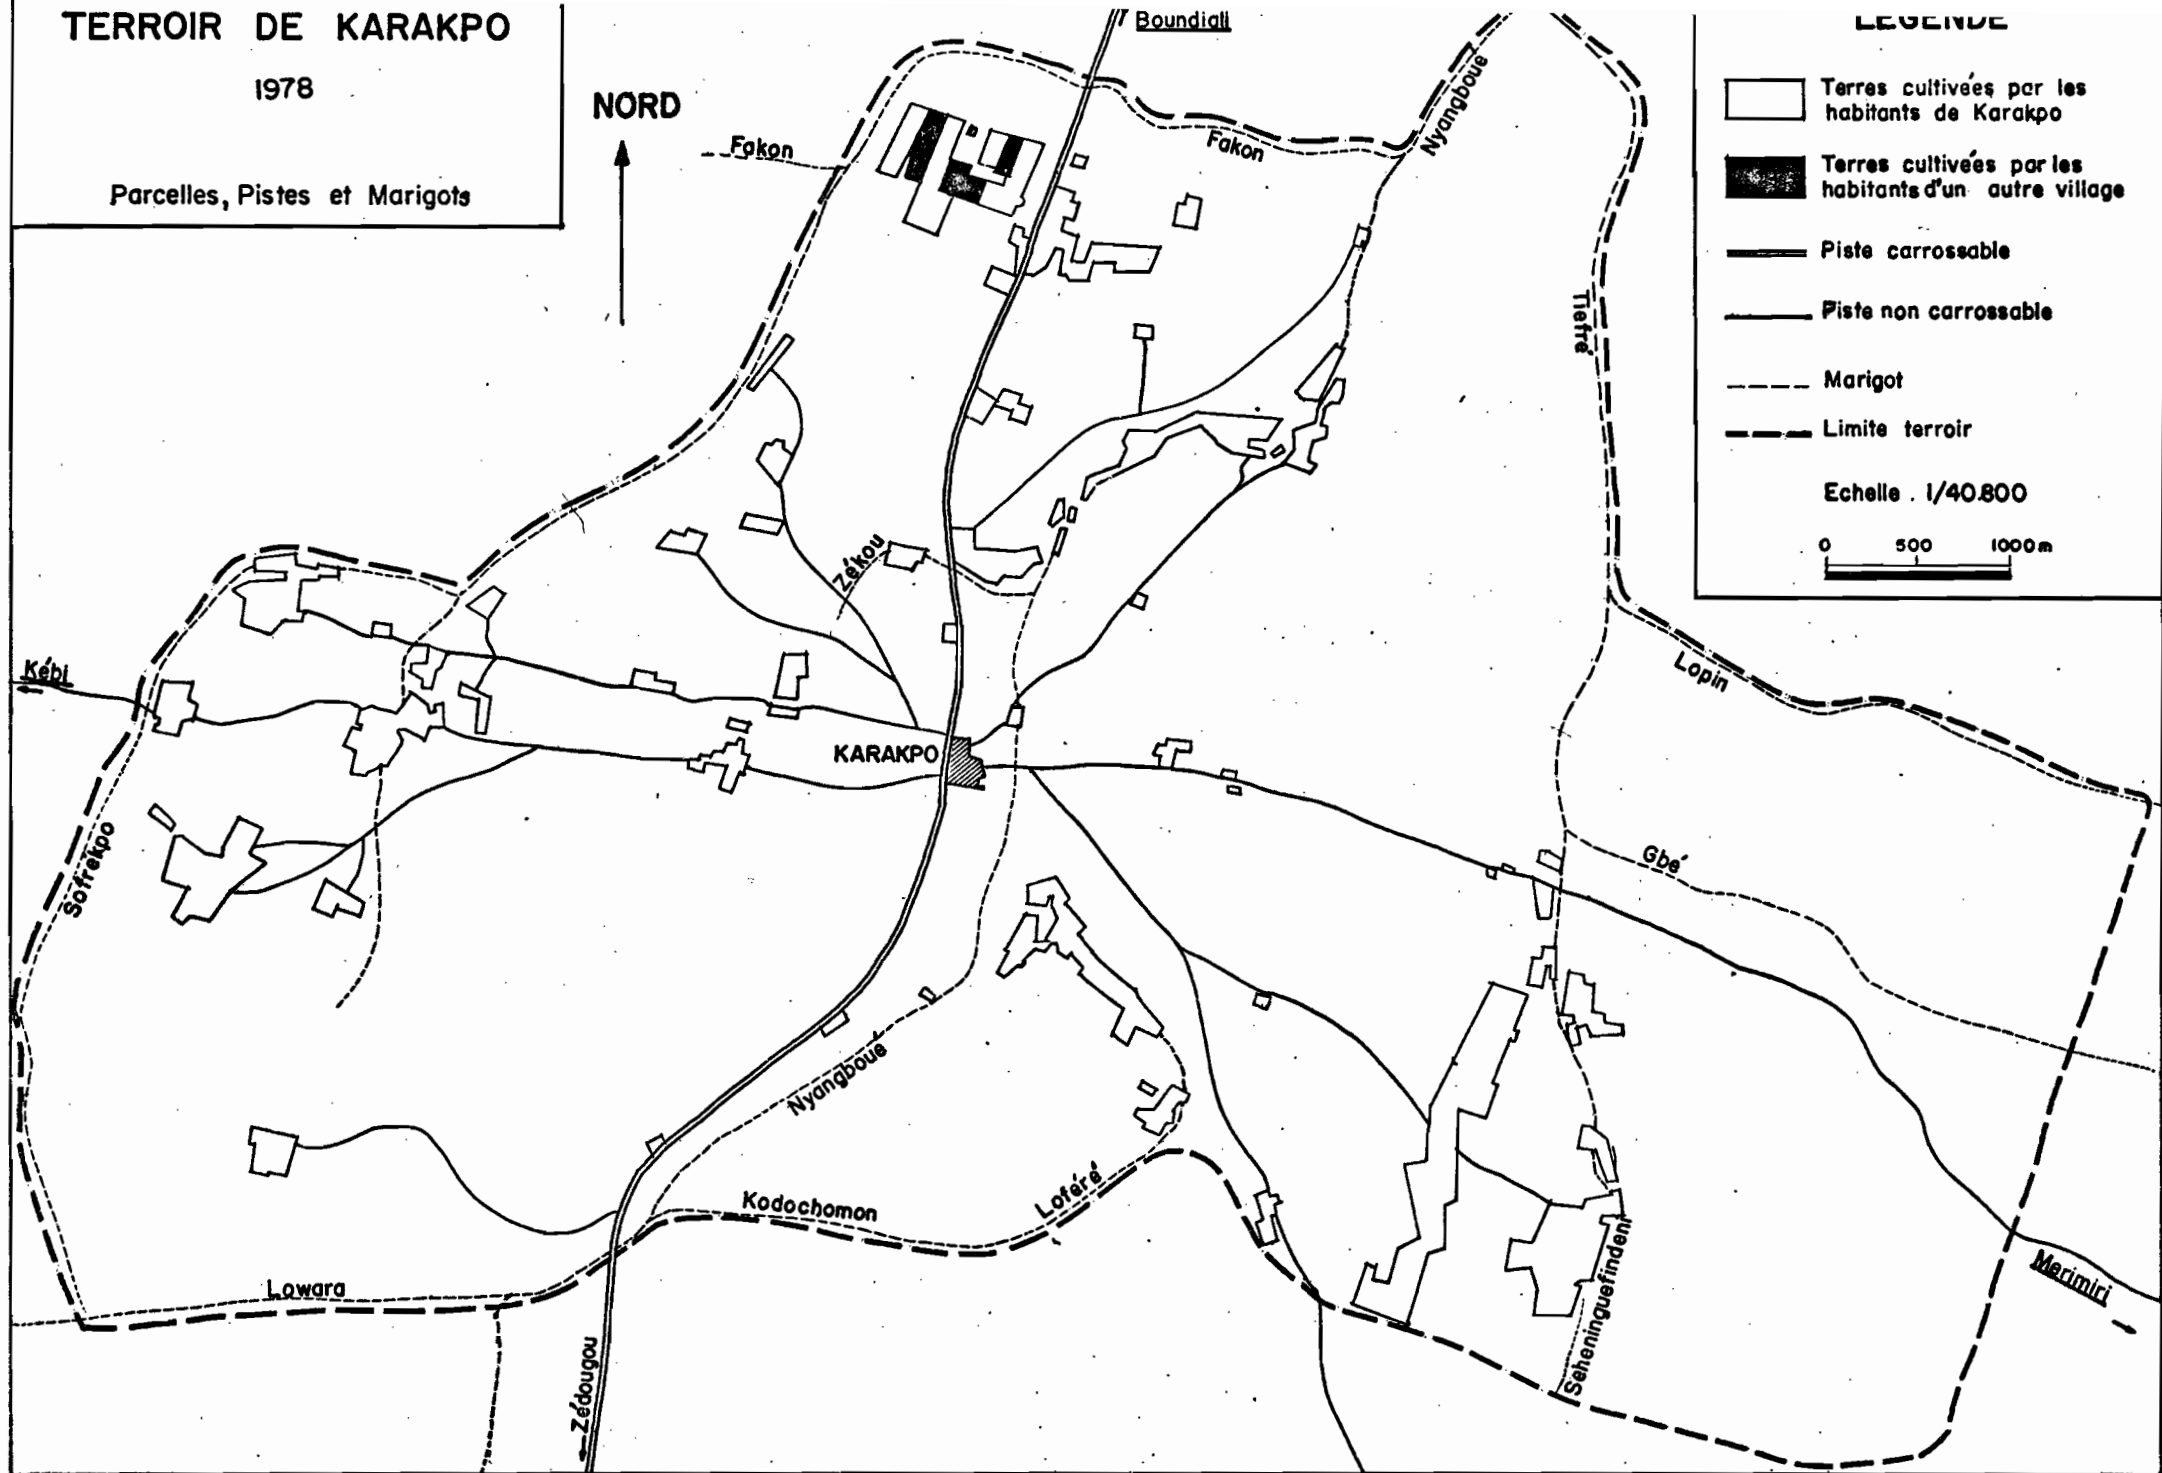 TERROIR DE KARAKPO
1978
Parcelles, Pistes et Marigots
NORD
Boundiali
LEGENDE
Terres cultivées par les
habitants de Karakpo
Terres cultivées par les
habitants d'un autre village
Piste carrossable
Piste non carrossable
Marigot
Limite terroir
Echelle . 1/40.800
0 500 1000m
Fakon
Fakon
Nyangboue
Tiefré
Zékou
Kébi
Lopin
KARAKPO
Gbé
Sofrekpo
Nyangboué
Kodochomon
Loféré
Lowara
Zédougou
Seheninguefindeni
Merimiri